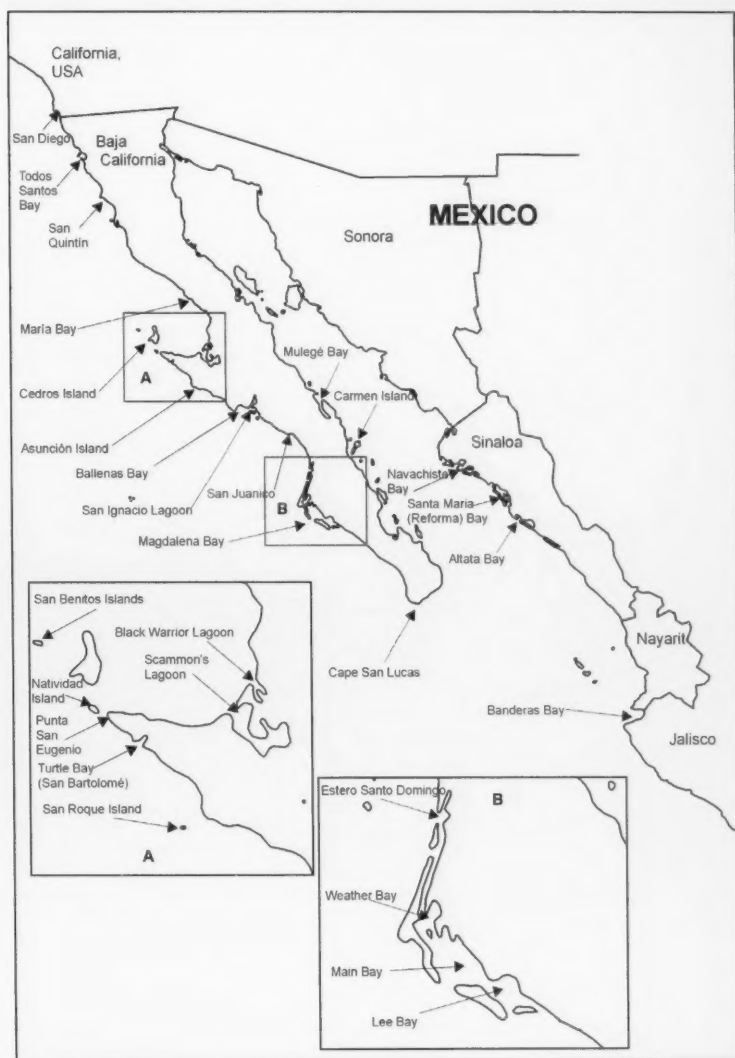 California,
USA
San Diego
Baja
California
Todos
Santos
Bay
San
Quintín
MEXICO
Sonora
María Bay
Mulegé Bay
Cedros Island
A
Carmen Island
Asunción Island
Sinaloa
Ballenas Bay
Navachiste
Bay
San Juanico
San Ignacio Lagoon
B
Santa Maria
(Reforma) Bay
Magdalena Bay
Altata Bay
San Benitos Islands
Black Warrior Lagoon
Scammon's
Lagoon
Cape San Lucas
Nayarit
Natividad
Island
Punta
San
Eugenio
Banderas Bay
Jalisco
Turtle Bay
(San Bartolomé)
San Roque Island
A
Estero Santo Domingo
B
Weather Bay
Main Bay
Lee Bay